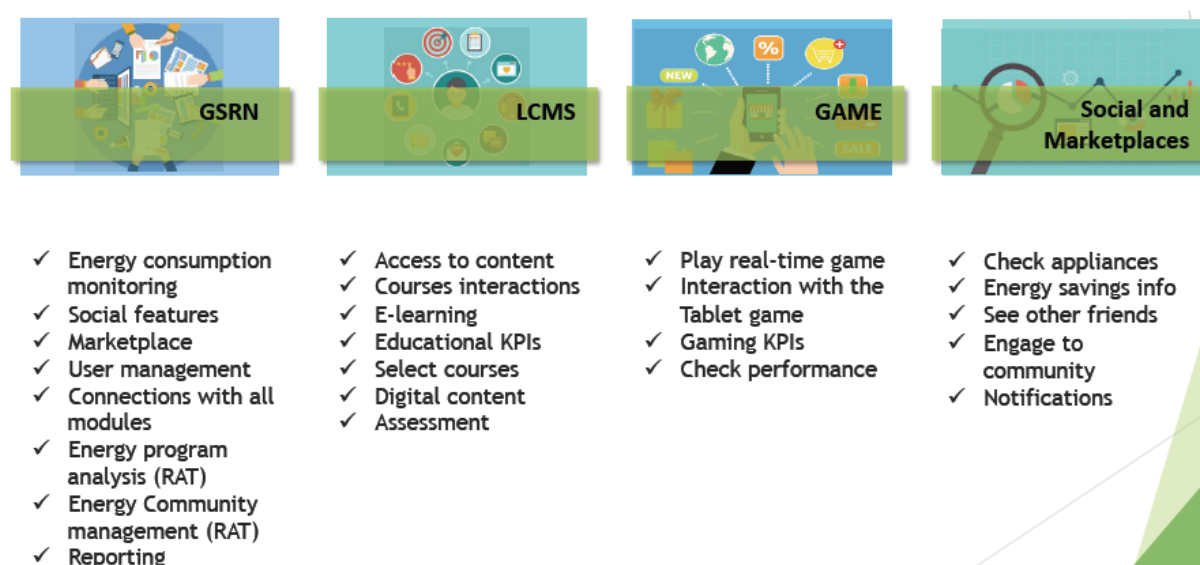 GSRN
LCMS
NEW
%
SALE
GAME
Social and
Marketplaces
✓ Energy consumption
monitoring
✓ Social features
✓ Marketplace
✓ User management
✓ Connections with all
modules
✓ Energy program
analysis (RAT)
✓ Energy Community
management (RAT)
✓ Reporting
✓ Access to content
✓ Courses interactions
✓ E-learning
✓ Educational KPIs
✓ Select courses
✓ Digital content
✓ Assessment
✓ Play real-time game
✓ Interaction with the
Tablet game
✓ Gaming KPIs
✓ Check performance
✓ Check appliances
✓ Energy savings info
✓ See other friends
✓ Engage to
community
✓ Notifications